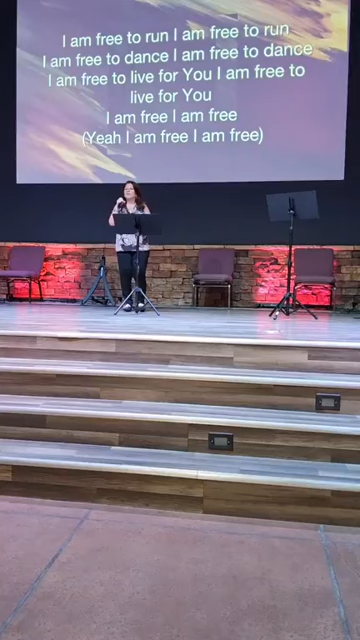 I am free to run I am free to run
I am free to dance I am free to dance
I am free to live for You I am free to
live for You
I am free I am free
(Yeah I am free I am free)